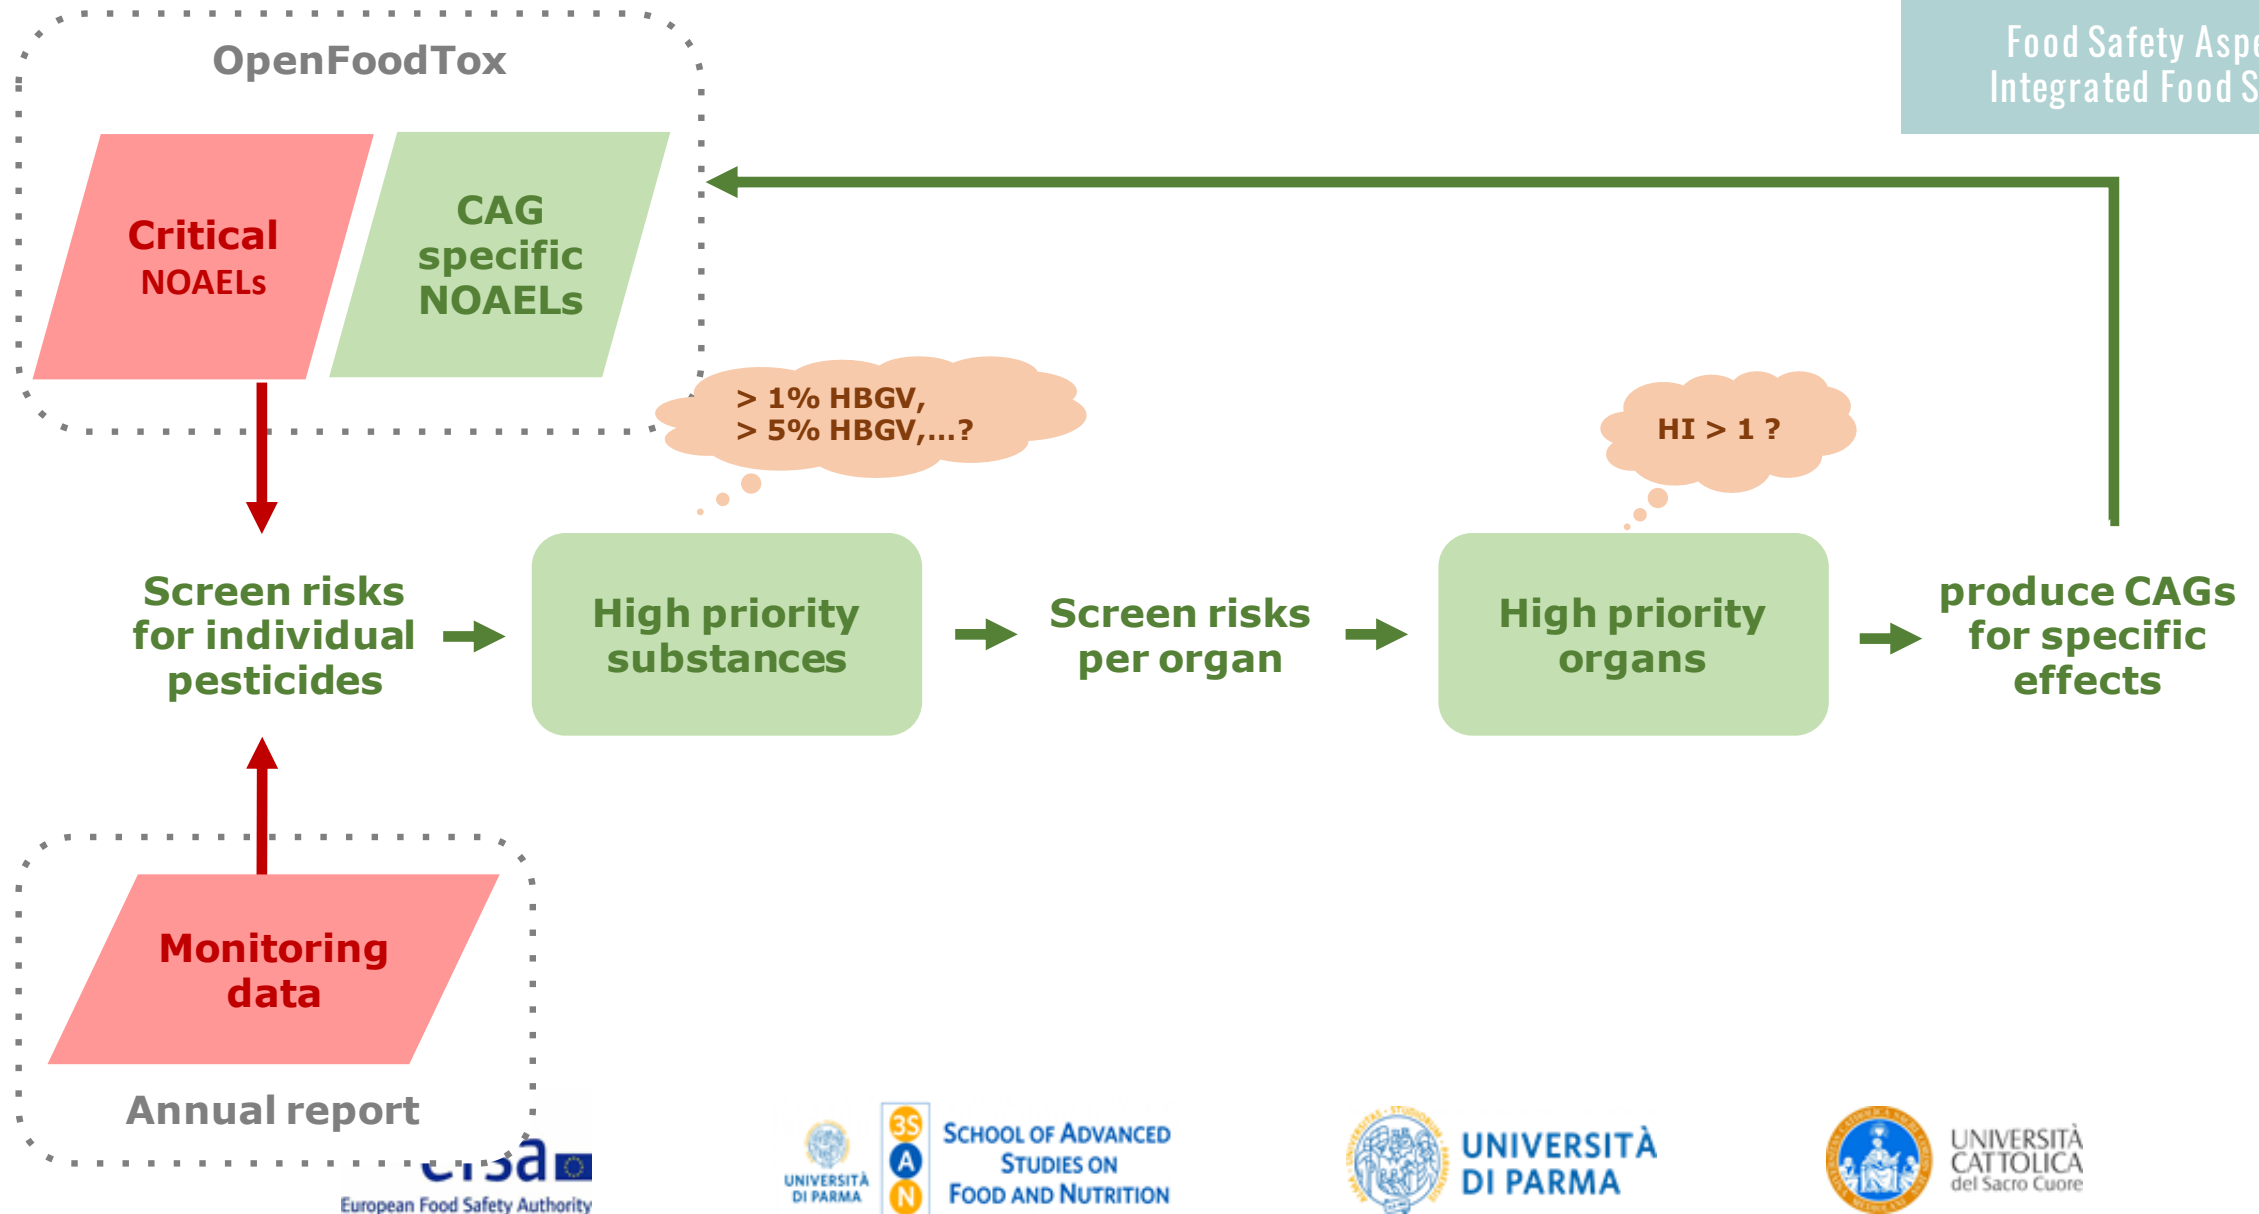 OpenFoodTox
Food Safety Aspe
Integrated Food S
Critical
NOAELs
CAG
specific
NOAELs
> 1% HBGV,
> 5% HBGV,...?
HI > 1 ?
Screen risks
for individual
pesticides
High priority
substances
Screen risks
per organ
High priority
organs
produce CAGs
for specific
effects
Monitoring
data
Annual report
efsa
European Food Safety Authority
UNIVERSITÀ
DI PARMA
3S
A
N
SCHOOL OF ADVANCED
STUDIES ON
FOOD AND NUTRITION
UNIVERSITÀ
DI PARMA
UNIVERSITÀ
CATTOLICA
del Sacro Cuore